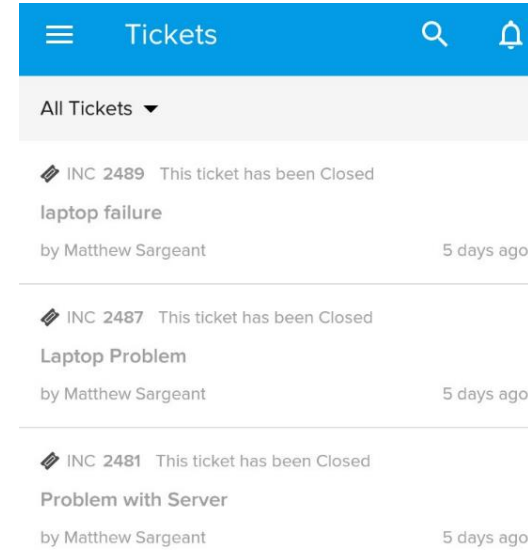 Tickets
All Tickets
INC 2489 This ticket has been Closed
laptop failure
by Matthew Sargeant 5 days ago
INC 2487 This ticket has been Closed
Laptop Problem
by Matthew Sargeant 5 days ago
INC 2481 This ticket has been Closed
Problem with Server
by Matthew Sargeant 5 days ago